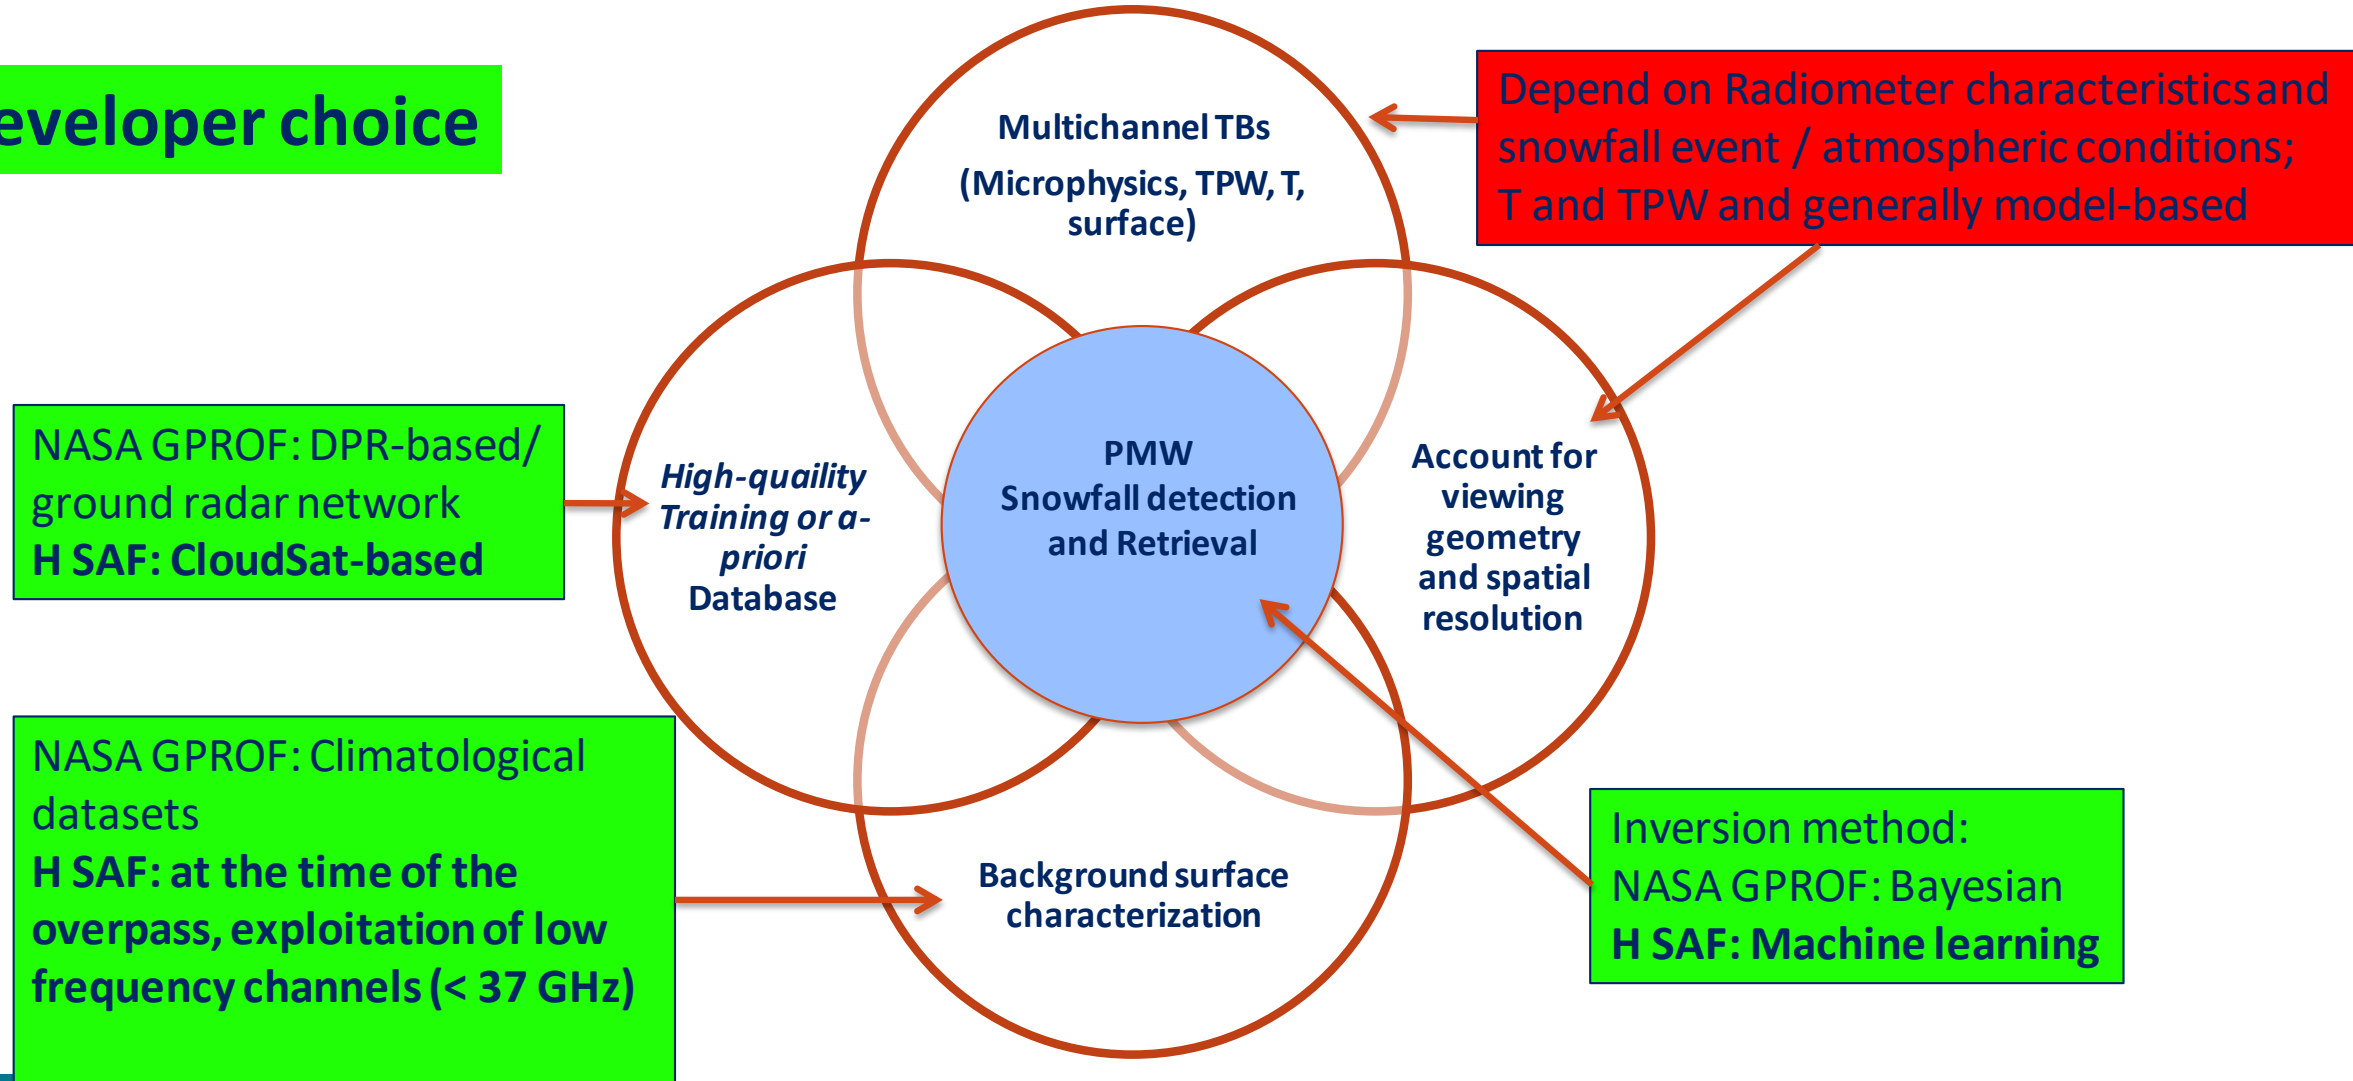 eveloper choice
Multichannel TBs
(Microphysics, TPW, T,
surface)
Depend on Radiometer characteristics and
snowfall event / atmospheric conditions;
T and TPW and generally model-based
NASA GPROF: DPR-based/
ground radar network
H SAF: CloudSat-based
High-quaility
Training or a-
priori
Database
PMW
Snowfall detection
and Retrieval
Account for
viewing
geometry
and spatial
resolution
NASA GPROF: Climatological
datasets
H SAF: at the time of the
overpass, exploitation of low
frequency channels (< 37 GHz)
Background surface
characterization
Inversion method:
NASA GPROF: Bayesian
H SAF: Machine learning